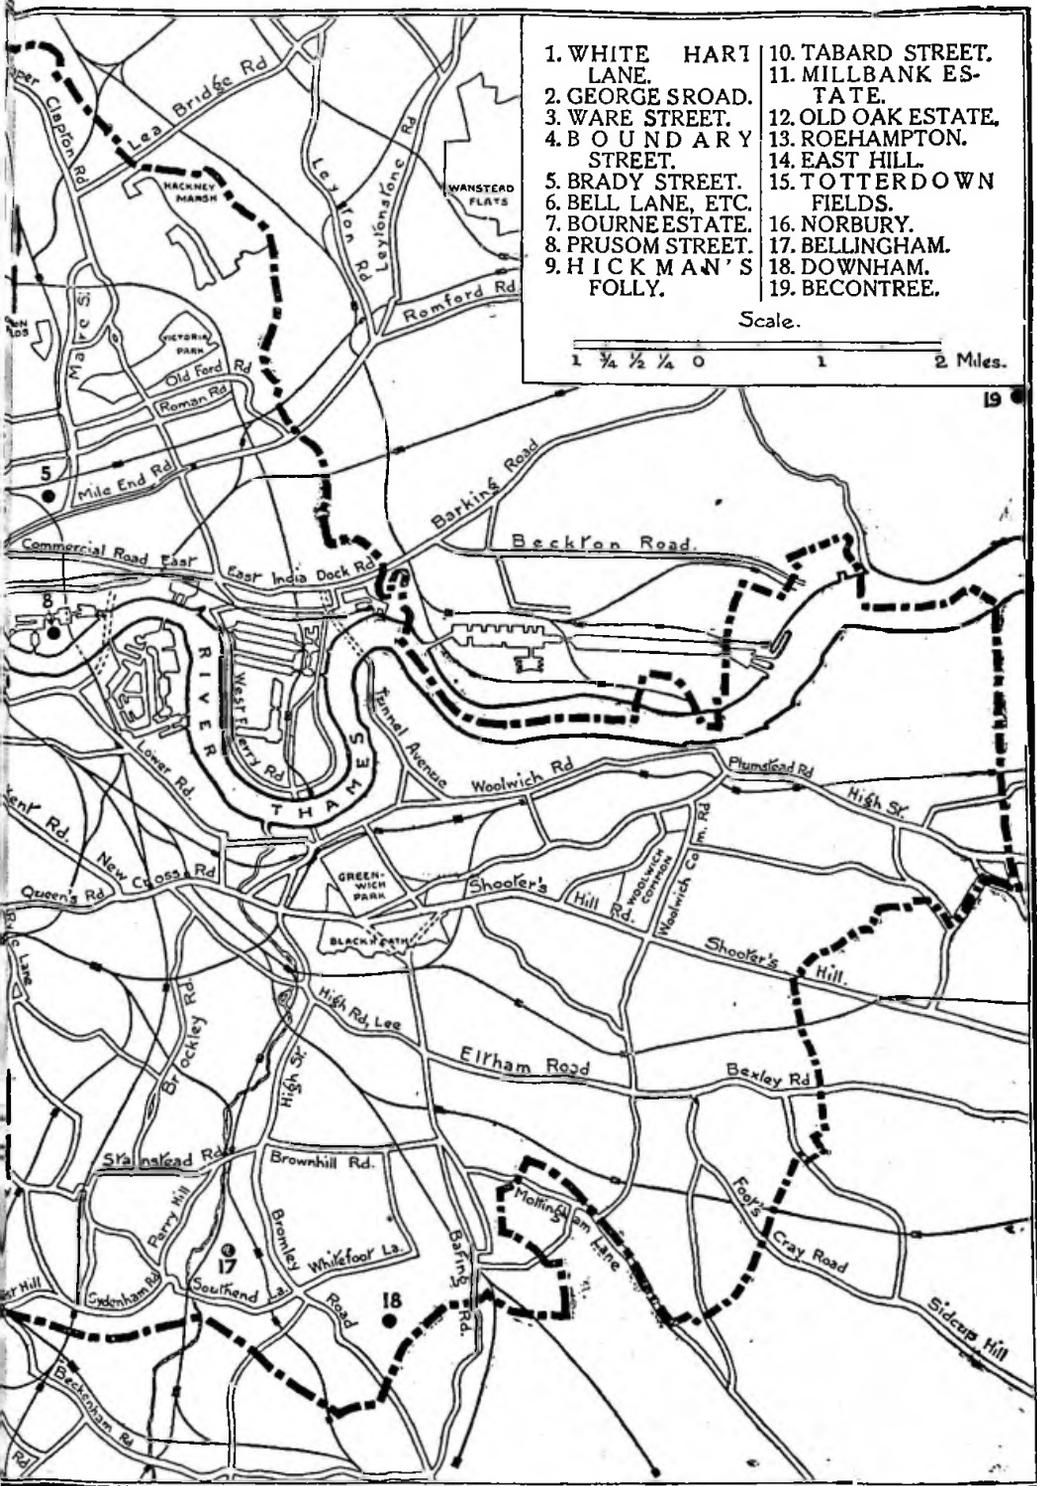 1. WHITE HART
LANE.
2. GEORGES ROAD.
3. WARE STREET.
4. BOUNDARY
STREET.
5. BRADY STREET.
6. BELL LANE, ETC.
7. BOURNE ESTATE.
8. PRUSOM STREET.
9. HICKMAN'S
FOLLY.
10. TABARD STREET.
11. MILLBANK ES-
TATE.
12. OLD OAK ESTATE.
13. ROEHAMPTON.
14. EAST HILL.
15. TOTTERDOWN
FIELDS.
16. NORBURY.
17. BELLINGHAM.
18. DOWNHAM.
19. BECONTREE.
Scale.
1 ¾ ½ ¼ 0 1 2 Miles.
Clapton Rd
Lea Bridge Rd
HACKNEY
MARSH
Leyton Rd
Leytonstone Rd
WANSTEAD
FLATS
Romford Rd
VICTORIA
PARK
Old Ford Rd
Roman Rd
19
5
Mile End Rd
Barking Road
Beckton Road.
Commercial Road East
East India Dock Rd
8
RIVER
THAMES
West Ferry Rd
Tunnel Avenue
Lower Rd.
Woolwich Rd
Plumstead Rd
High St.
Woolwich Com. Rd
WOOLWICH
COMMON
Rd.
New Cross Rd
Queen's Rd
GREEN-
WICH
PARK
Shooter's
Hill
Rd.
BLACKHEATH
Shooter's
Hill.
Lane
Brockley Rd.
High Rd, Lee
High St.
Eltham Road
Bexley Rd
Stanstead Rd
Brownhill Rd.
Perry Hill
Mottingham Lane
Foot's
Cray Road
Bromley
Road
Whitefoot La.
Baring
Rd.
17
Sydenham Rd
Southend La.
18
Sidcup Hill
Hill
Beckenham Rd
Rd